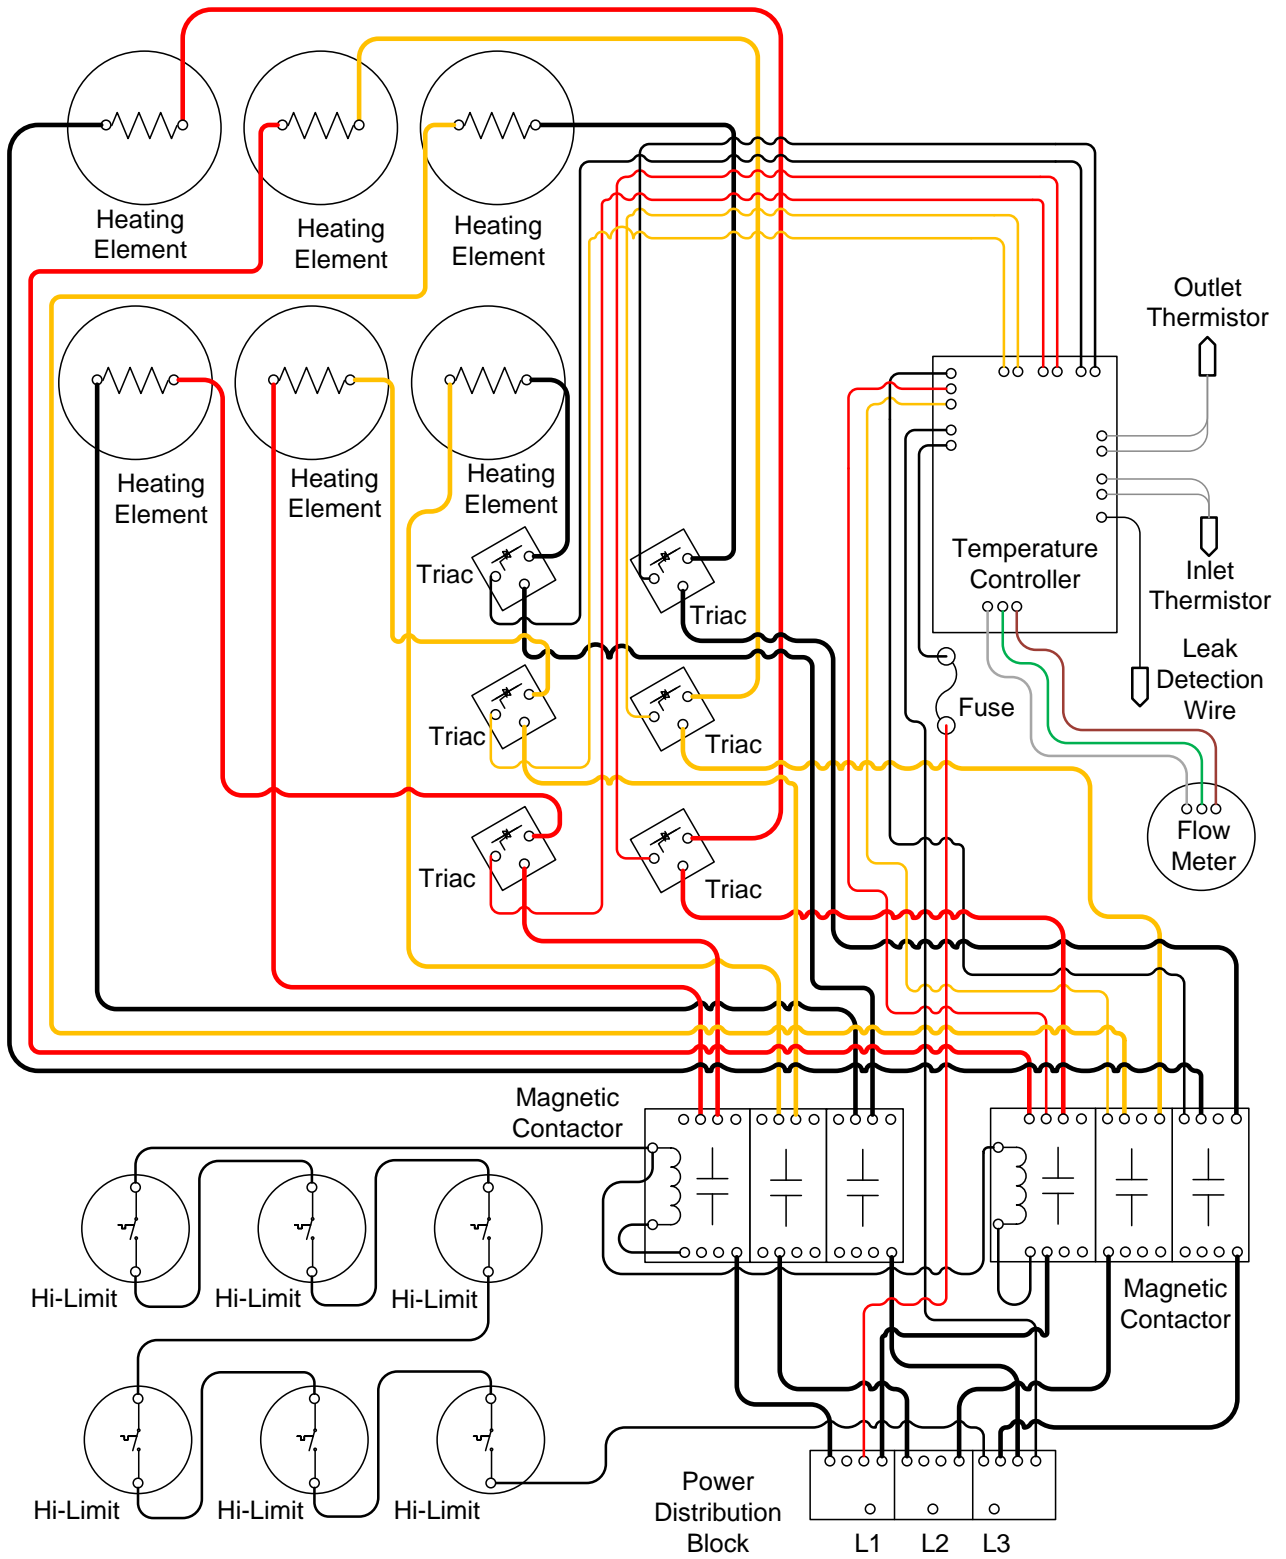 Heating
Element
Heating
Element
Heating
Element
Outlet
Thermistor
Heating
Element
Heating
Element
Heating
Element
Triac
Triac
Temperature
Controller
Inlet
Thermistor
Leak
Detection
Wire
Fuse
Triac
Triac
Flow
Meter
Triac
Triac
Magnetic
Contactor
Hi-Limit
Hi-Limit
Hi-Limit
Magnetic
Contactor
Hi-Limit
Hi-Limit
Hi-Limit
Power
Distribution
Block
L1
L2
L3